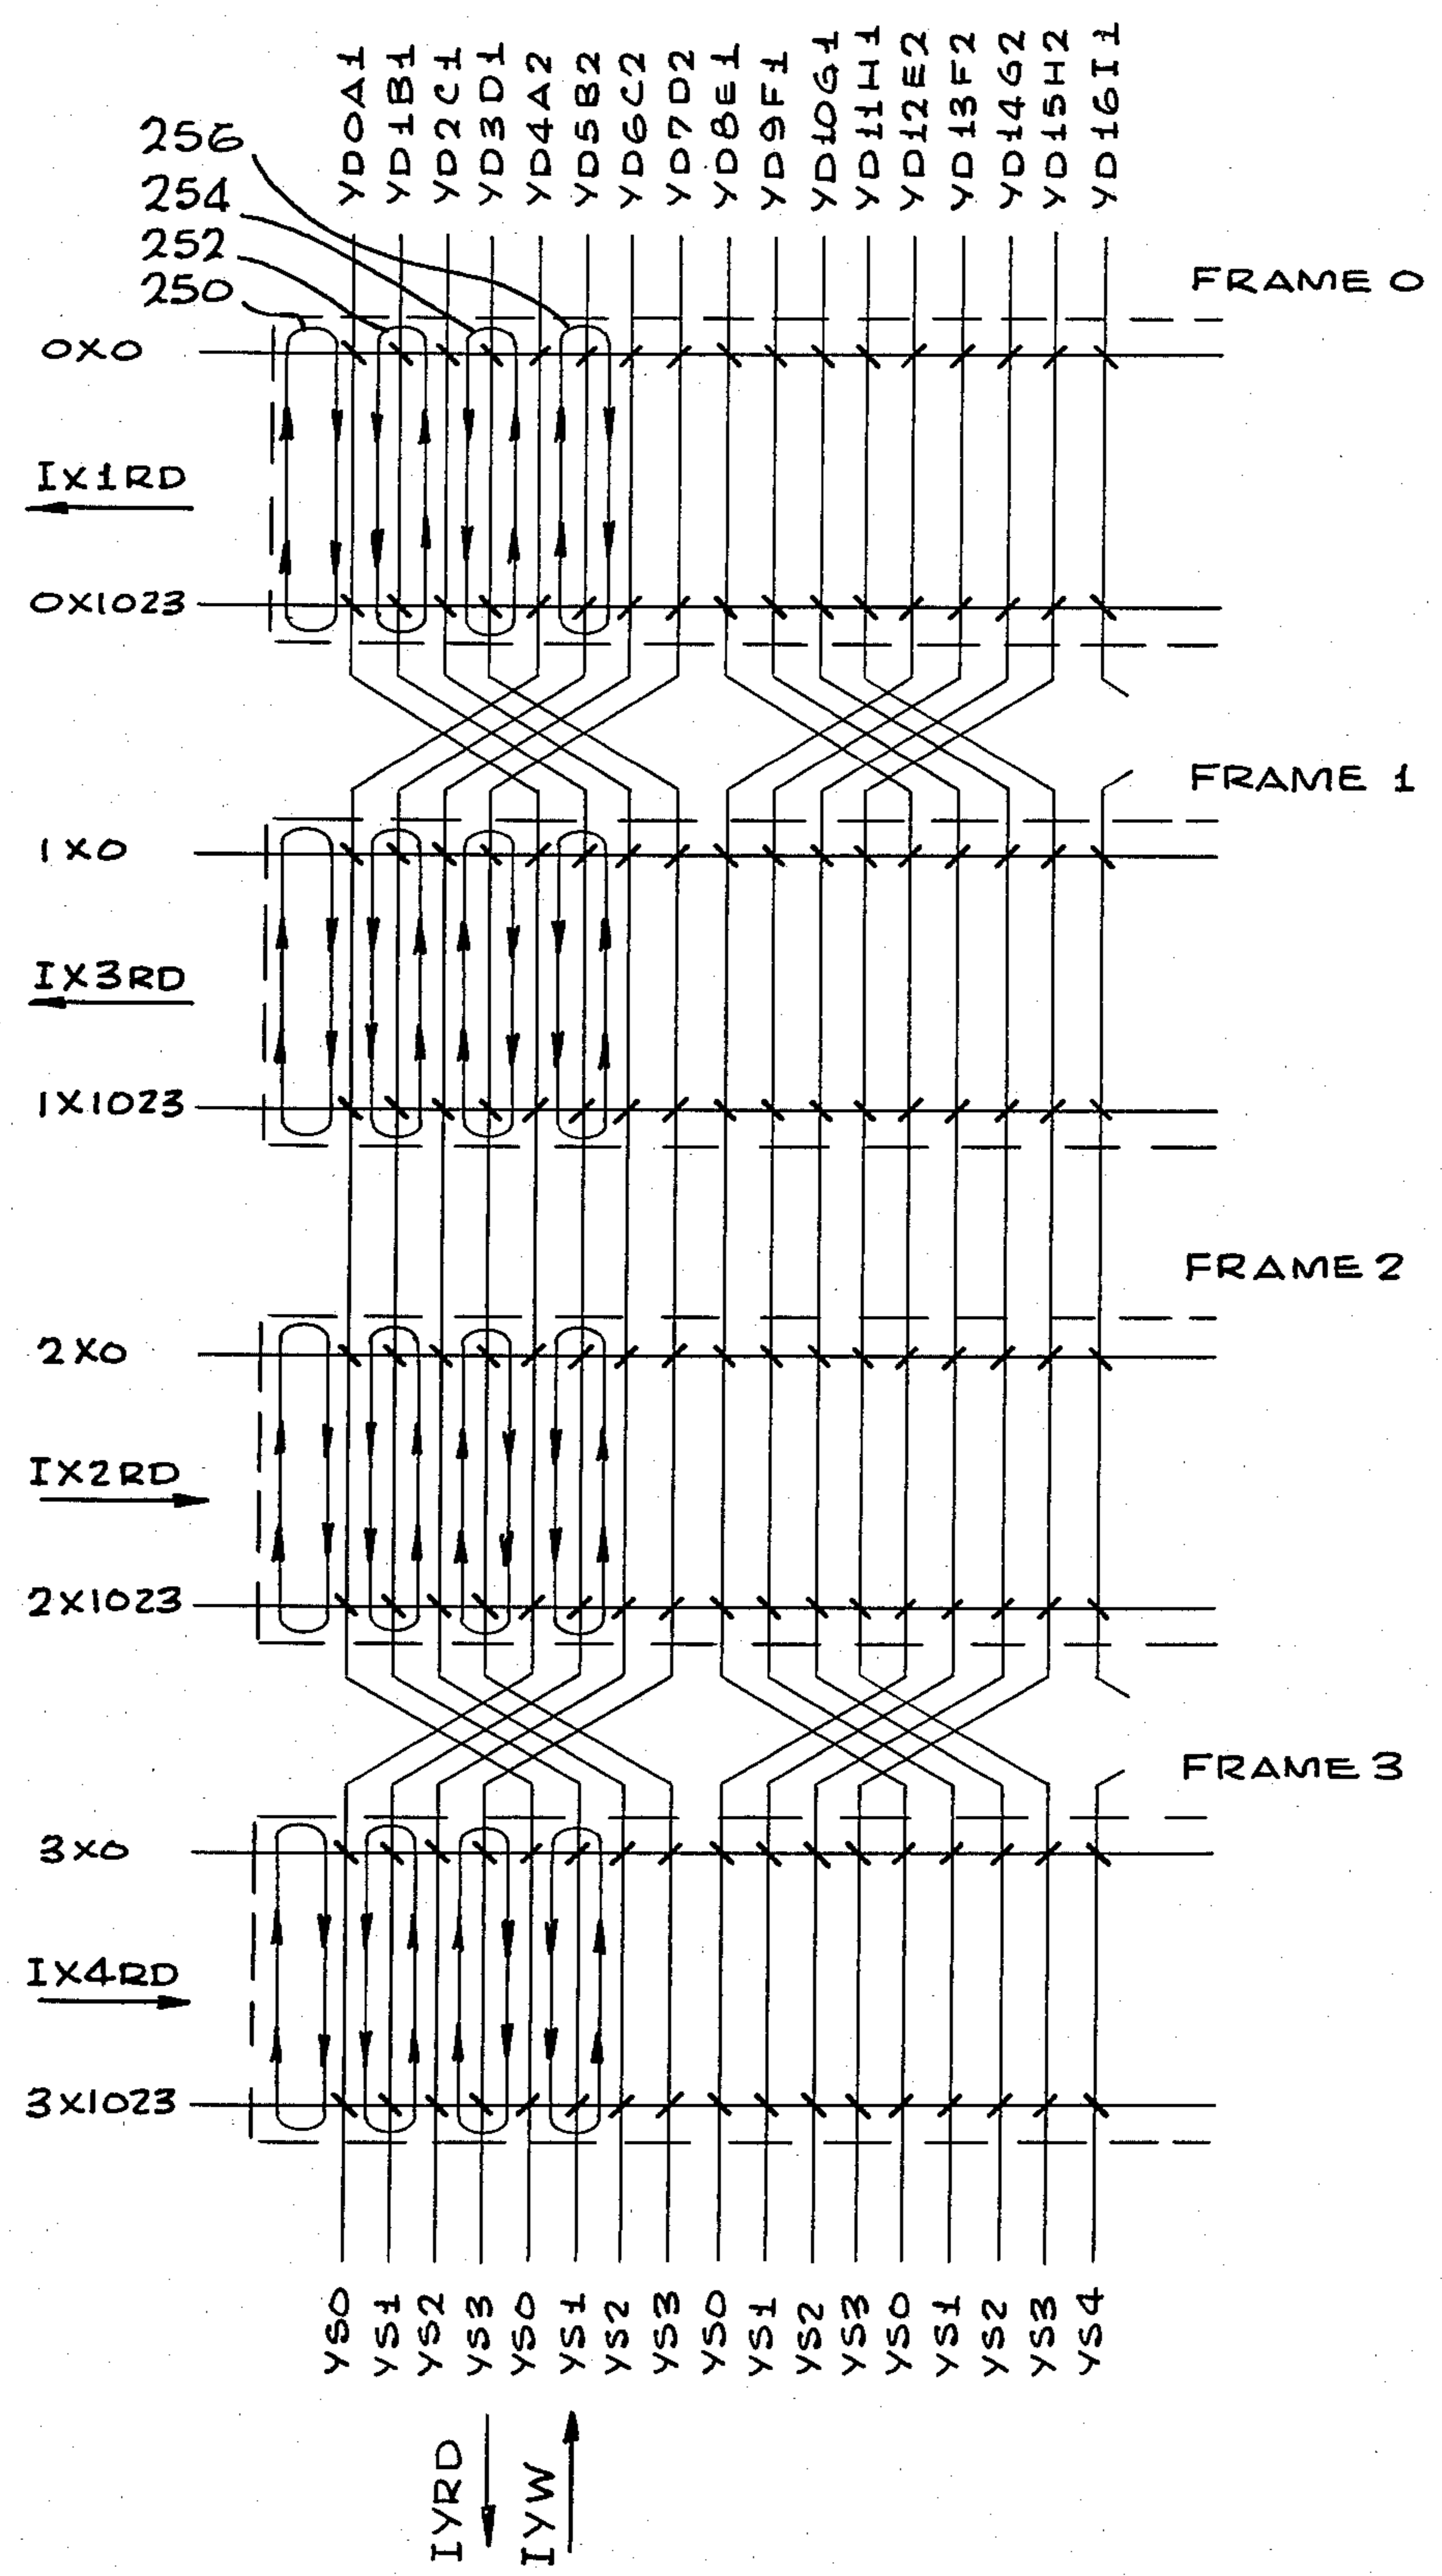 YD0A1
YD1B1
YD2C1
YD3D1
YD4A2
YD5B2
YD6C2
YD7D2
YD8E1
YD9F1
YD10G1
YD11H1
YD12E2
YD13F2
YD14G2
YD15H2
YD16I1
256
254
252
250
FRAME 0
0X0
IX1RD
0X1023
FRAME 1
1X0
IX3RD
1X1023
FRAME 2
2X0
IX2RD
2X1023
FRAME 3
3X0
IX4RD
3X1023
YS0
YS1
YS2
YS3
YS0
YS1
YS2
YS3
YS0
YS1
YS2
YS3
YS0
YS1
YS2
YS3
YS4
IYRD
IYW